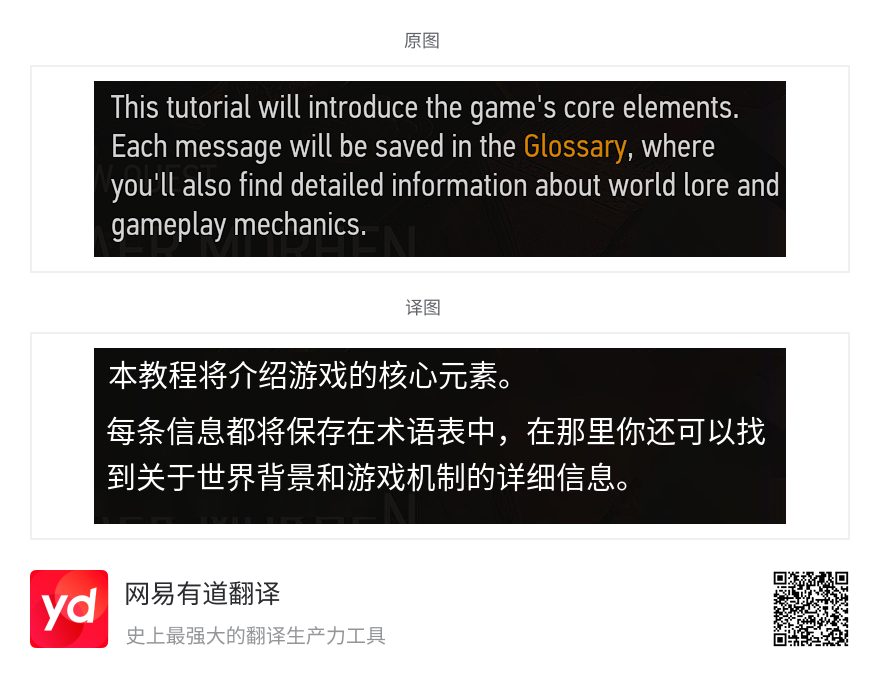 原图
This tutorial will introduce the game's core elements.
Each message will be saved in the Glossary, where
you'll also find detailed information about world lore and
gameplay mechanics.
译图
本教程将介绍游戏的核心元素。
每条信息都将保存在术语表中，在那里你还可以找
到关于世界背景和游戏机制的详细信息。
yd
网易有道翻译
史上最强大的翻译生产力工具